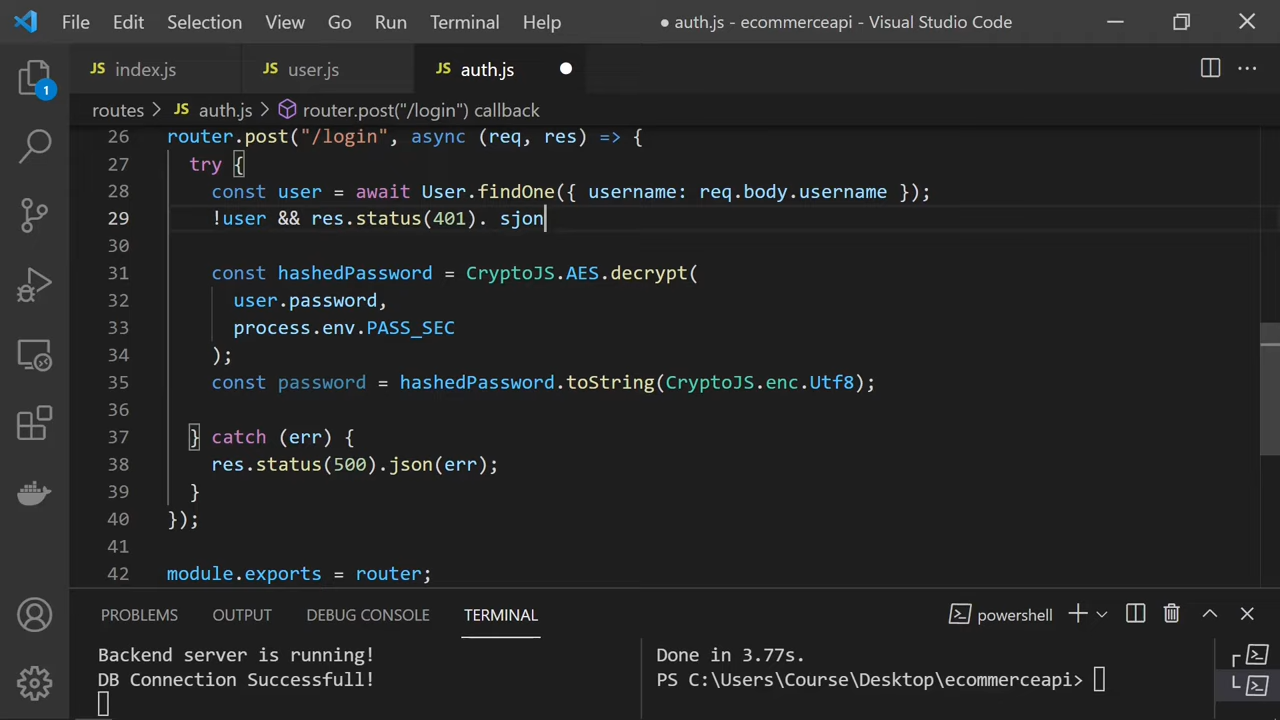 File Edit Selection View Go Run Terminal Help ● auth.js - ecommerceapi - Visual Studio Code
JS index.js JS user.js JS auth.js
1
routes > JS auth.js > router.post("/login") callback
26 router.post("/login", async (req, res) => {
27 try {
28 const user = await User.findOne({ username: req.body.username });
29 !user && res.status(401). sjon
30
31 const hashedPassword = CryptoJS.AES.decrypt(
32 user.password,
33 process.env.PASS_SEC
34 );
35 const password = hashedPassword.toString(CryptoJS.enc.Utf8);
36
37 } catch (err) {
38 res.status(500).json(err);
39 }
40 });
41
42 module.exports = router;
PROBLEMS OUTPUT DEBUG CONSOLE TERMINAL powershell
Backend server is running!
DB Connection Successfull!
Done in 3.77s.
PS C:\Users\Course\Desktop\ecommerceapi>